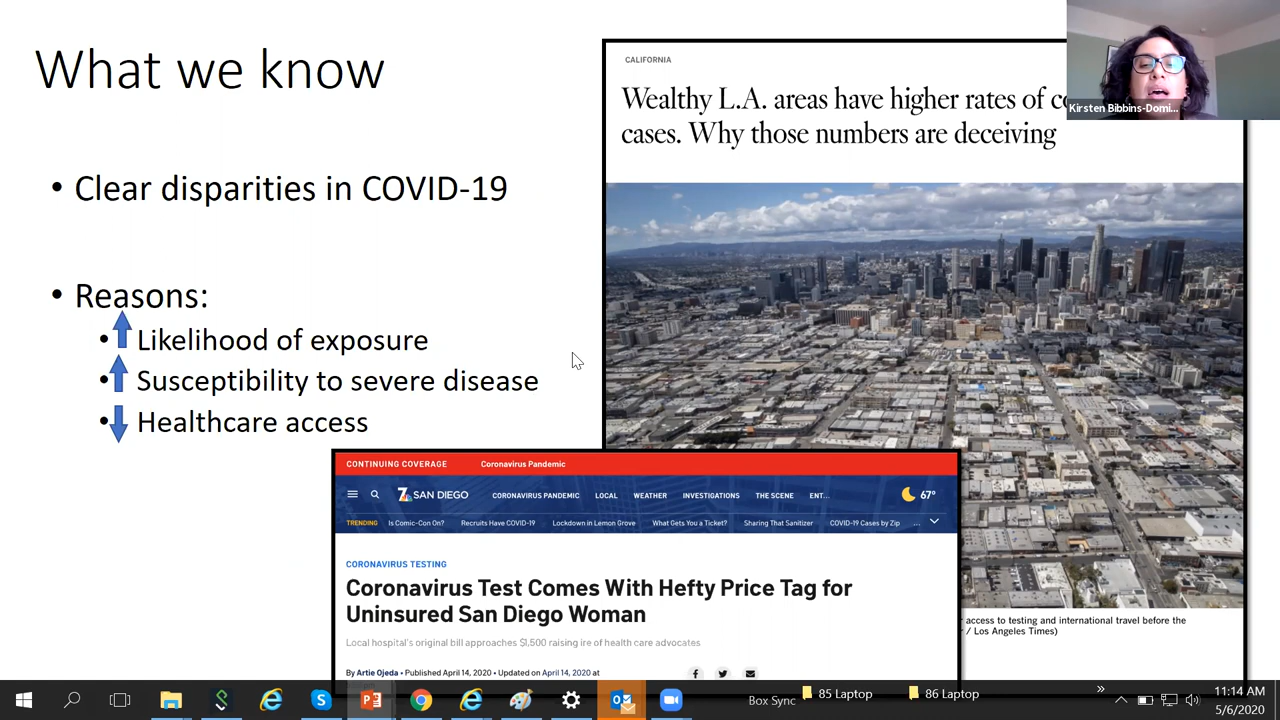 What we know
• Clear disparities in COVID-19
• Reasons:
• Likelihood of exposure
• Susceptibility to severe disease
• Healthcare access
CALIFORNIA
Wealthy L.A. areas have higher rates of
cases. Why those numbers are deceiving
Kirsten Bibbins-Domi...
access to testing and international travel before the
/ Los Angeles Times)
CONTINUING COVERAGE Coronavirus Pandemic
7 SAN DIEGO CORONAVIRUS PANDEMIC LOCAL WEATHER INVESTIGATIONS THE SCENE ENT... 67°
TRENDING Is Comic-Con On? Recruits Have COVID-19 Lockdown in Lemon Grove What Gets You a Ticket? Sharing That Sanitizer COVID-19 Cases by Zip ...
CORONAVIRUS TESTING
Coronavirus Test Comes With Hefty Price Tag for
Uninsured San Diego Woman
Local hospital's original bill approaches $1,500 raising ire of health care advocates
By Artie Ojeda • Published April 14, 2020 • Updated on April 14, 2020 at
Box Sync 85 Laptop 86 Laptop » 11:14 AM
5/6/2020